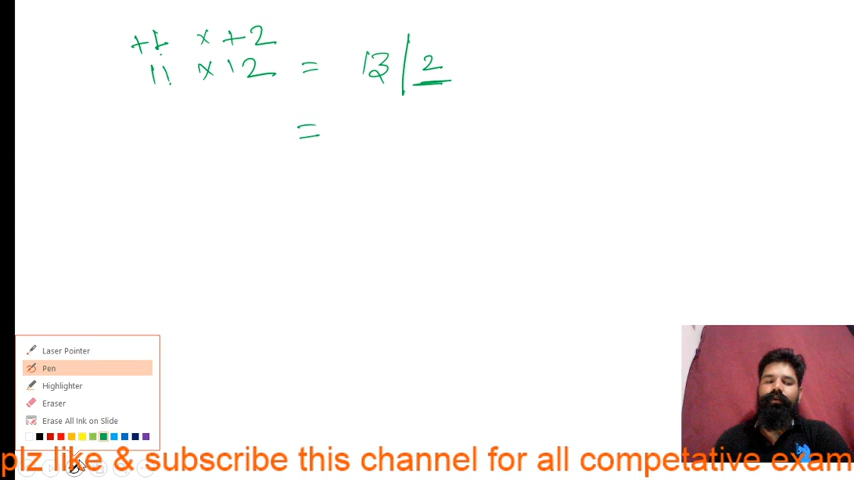 +1 x +2
11 x 12 = 13 | 2
=
Laser Pointer
Pen
Highlighter
Eraser
Erase All Ink on Slide
plz like & subscribe this channel for all competative exam